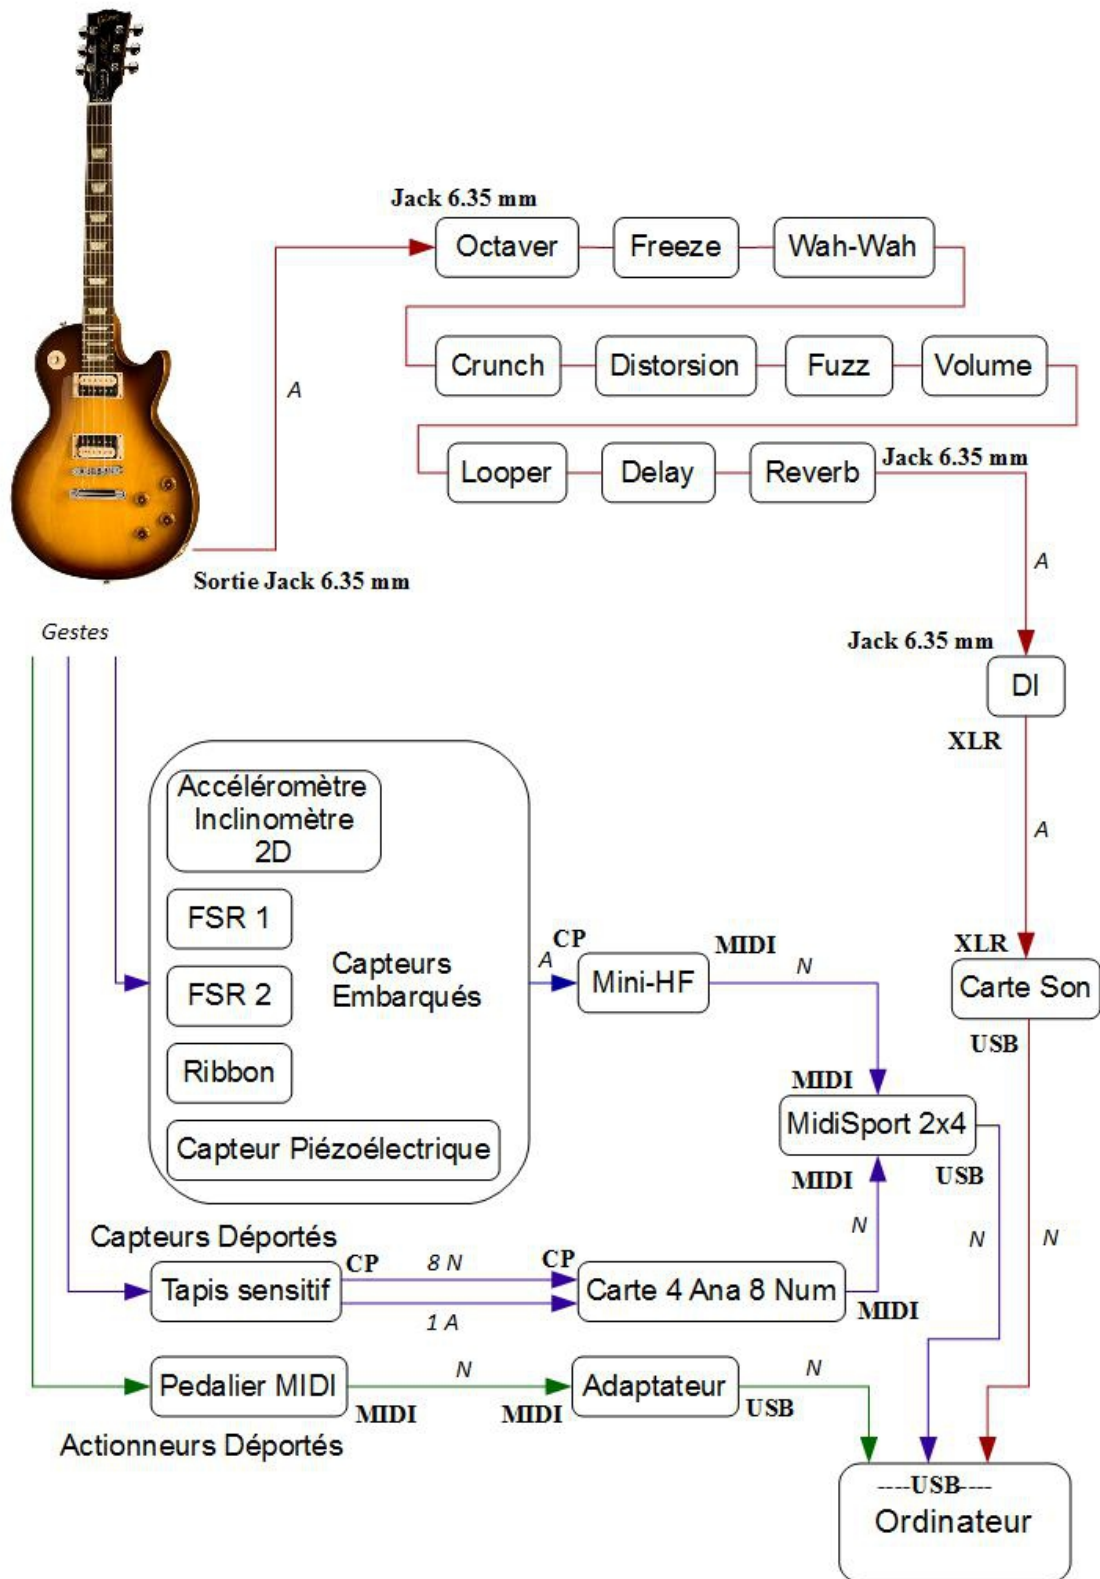 Jack 6.35 mm
Octaver
Freeze
Wah-Wah
A
Crunch
Distorsion
Fuzz
Volume
Looper
Delay
Reverb
Jack 6.35 mm
Sortie Jack 6.35 mm
A
Gestes
Jack 6.35 mm
DI
XLR
A
Accéléromètre
Inclinomètre
2D
FSR 1
FSR 2
Ribbon
Capteur Piézoélectrique
Capteurs
Embarqués
A
CP
Mini-HF
MIDI
N
XLR
Carte Son
USB
MIDI
MidiSport 2x4
MIDI
USB
N
N
N
Capteurs Déportés
Tapis sensitif
CP
8 N
1 A
CP
Carte 4 Ana 8 Num
MIDI
Pedalier MIDI
MIDI
N
MIDI
Adaptateur
USB
N
Actionneurs Déportés
----USB----
Ordinateur